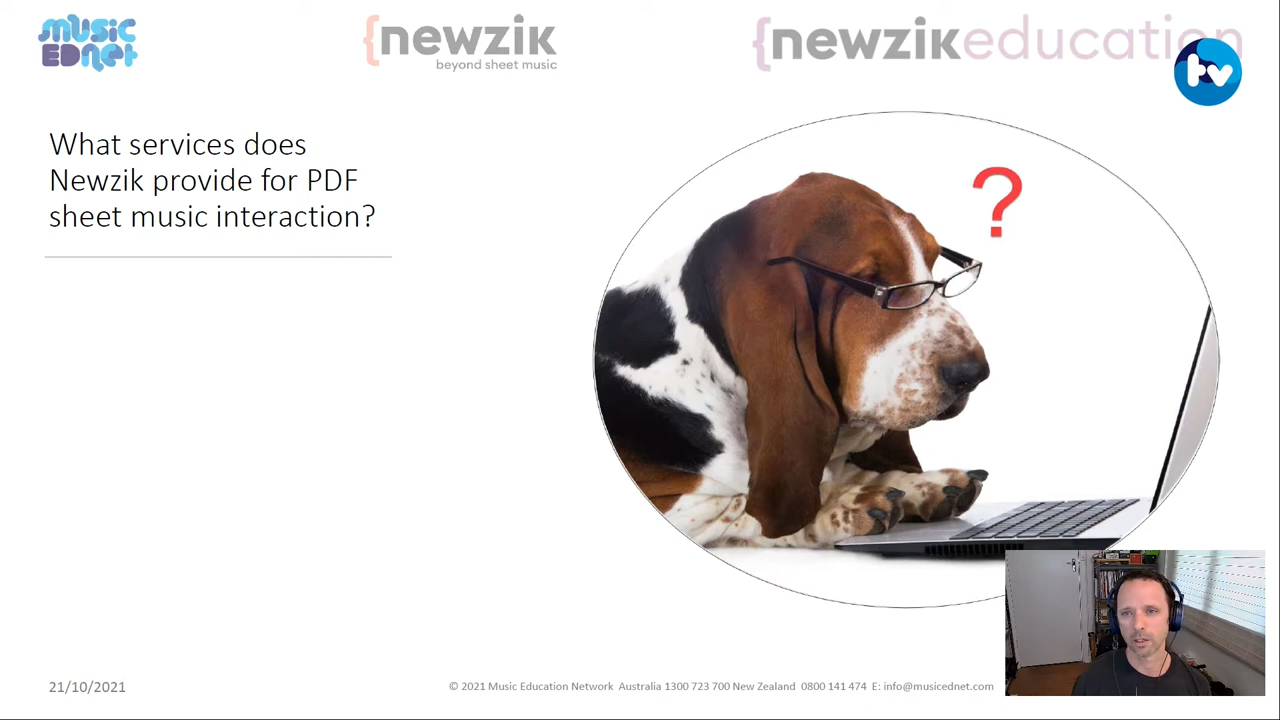 MUSIC
EDNET
{newzik
beyond sheet music
{newzikeducation
tv
What services does
Newzik provide for PDF
sheet music interaction?
?
21/10/2021
© 2021 Music Education Network Australia 1300 723 700 New Zealand 0800 141 474 E: info@musicednet.com